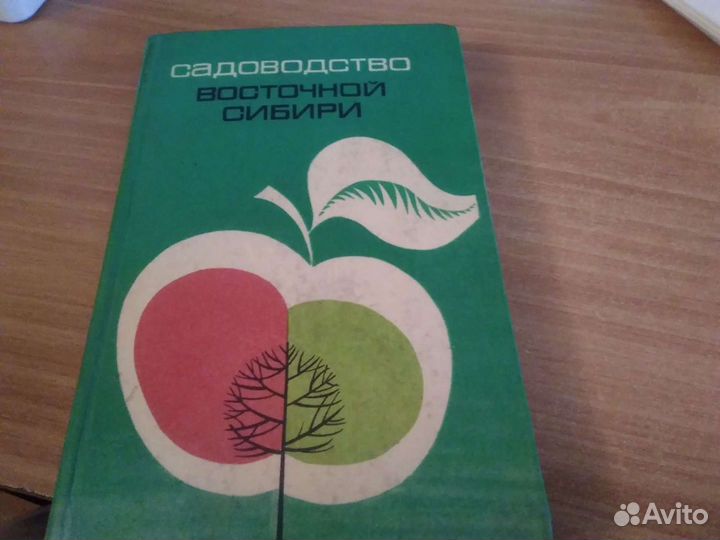 садоводство
восточной
сибири
Avito